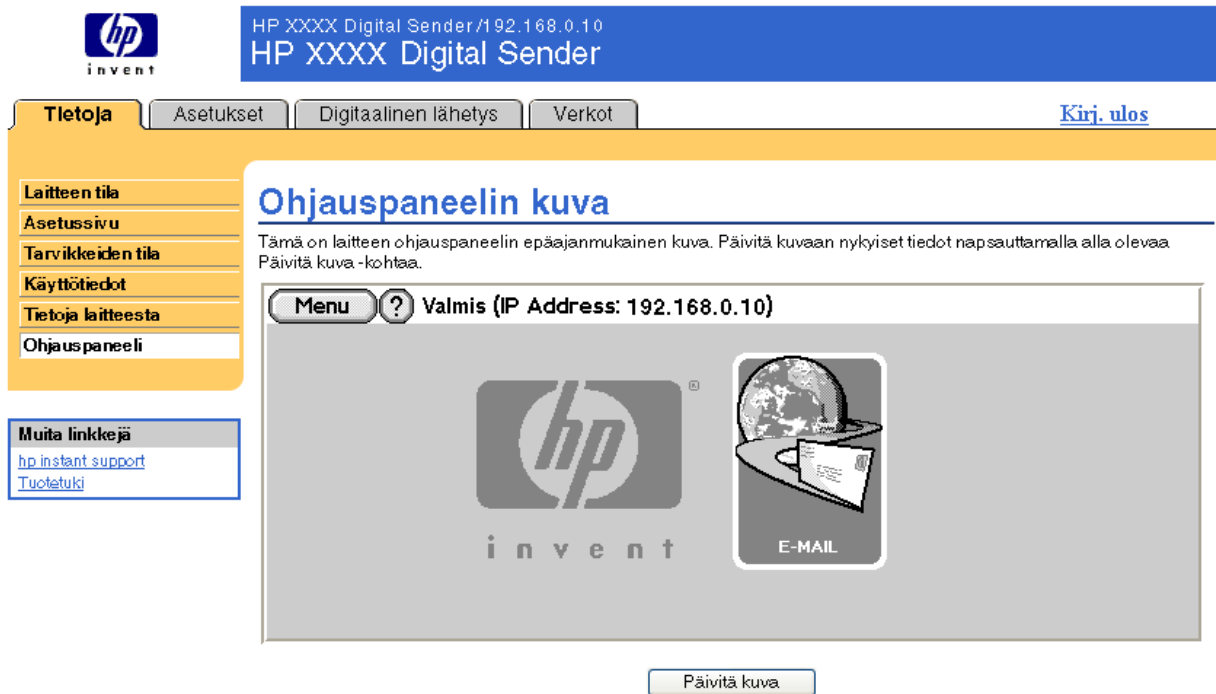 hp
invent
HP XXXX Digital Sender/192.168.0.10
HP XXXX Digital Sender
Tietoja
Asetukset
Digitaalinen lähetys
Verkot
Kirj. ulos
Laitteen tila
Asetussivu
Tarvikkeiden tila
Käyttötiedot
Tietoja laitteesta
Ohjauspaneeli
Muita linkkejä
hp instant support
Tuotetuki
Ohjauspaneelin kuva
Tämä on laitteen ohjauspaneelin epäajanmukainen kuva. Päivitä kuvaan nykyiset tiedot napsauttamalla alla olevaa
Päivitä kuva -kohtaa.
Menu ? Valmis (IP Address: 192.168.0.10)
hp ®
invent
E-MAIL
Päivitä kuva